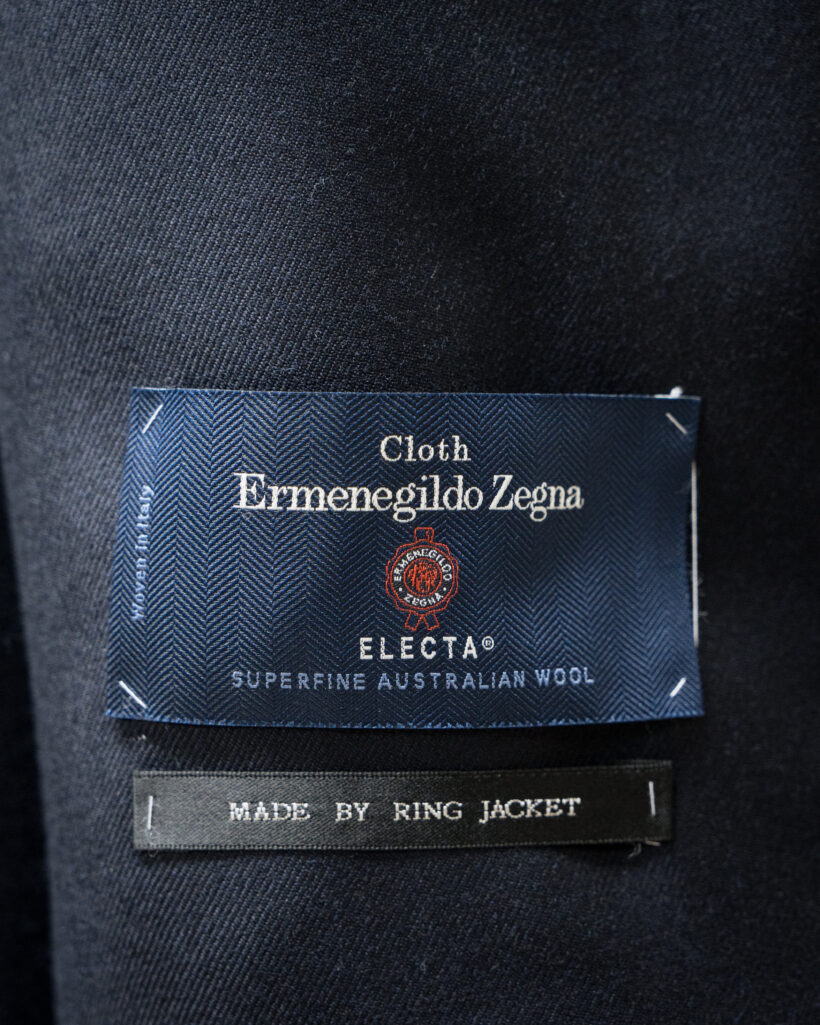 Cloth
Ermenegildo Zegna
ERMENEGILDO
ZEGNA
ELECTA®
SUPERFINE AUSTRALIAN WOOL
Woven in Italy
MADE BY RING JACKET